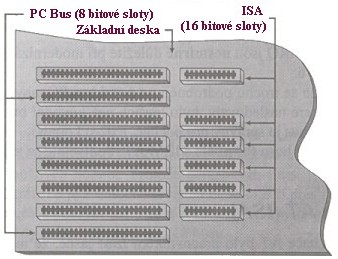 PC Bus (8 bitové sloty)
ISA
(16 bitové sloty)
Základní deska